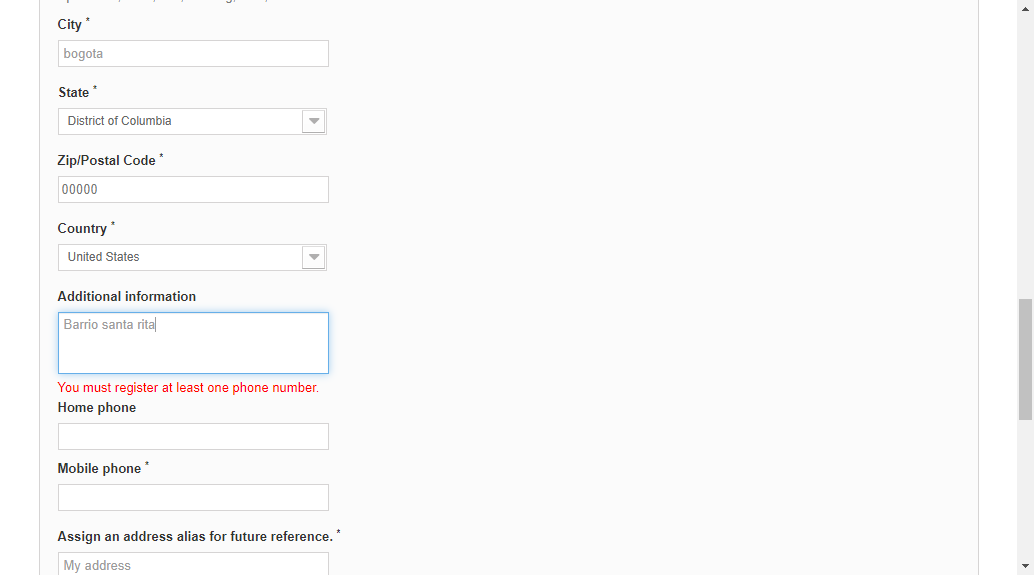 City *
bogota
State *
District of Columbia
Zip/Postal Code *
00000
Country *
United States
Additional information
Barrio santa rita
You must register at least one phone number.
Home phone
Mobile phone *
Assign an address alias for future reference. *
My address